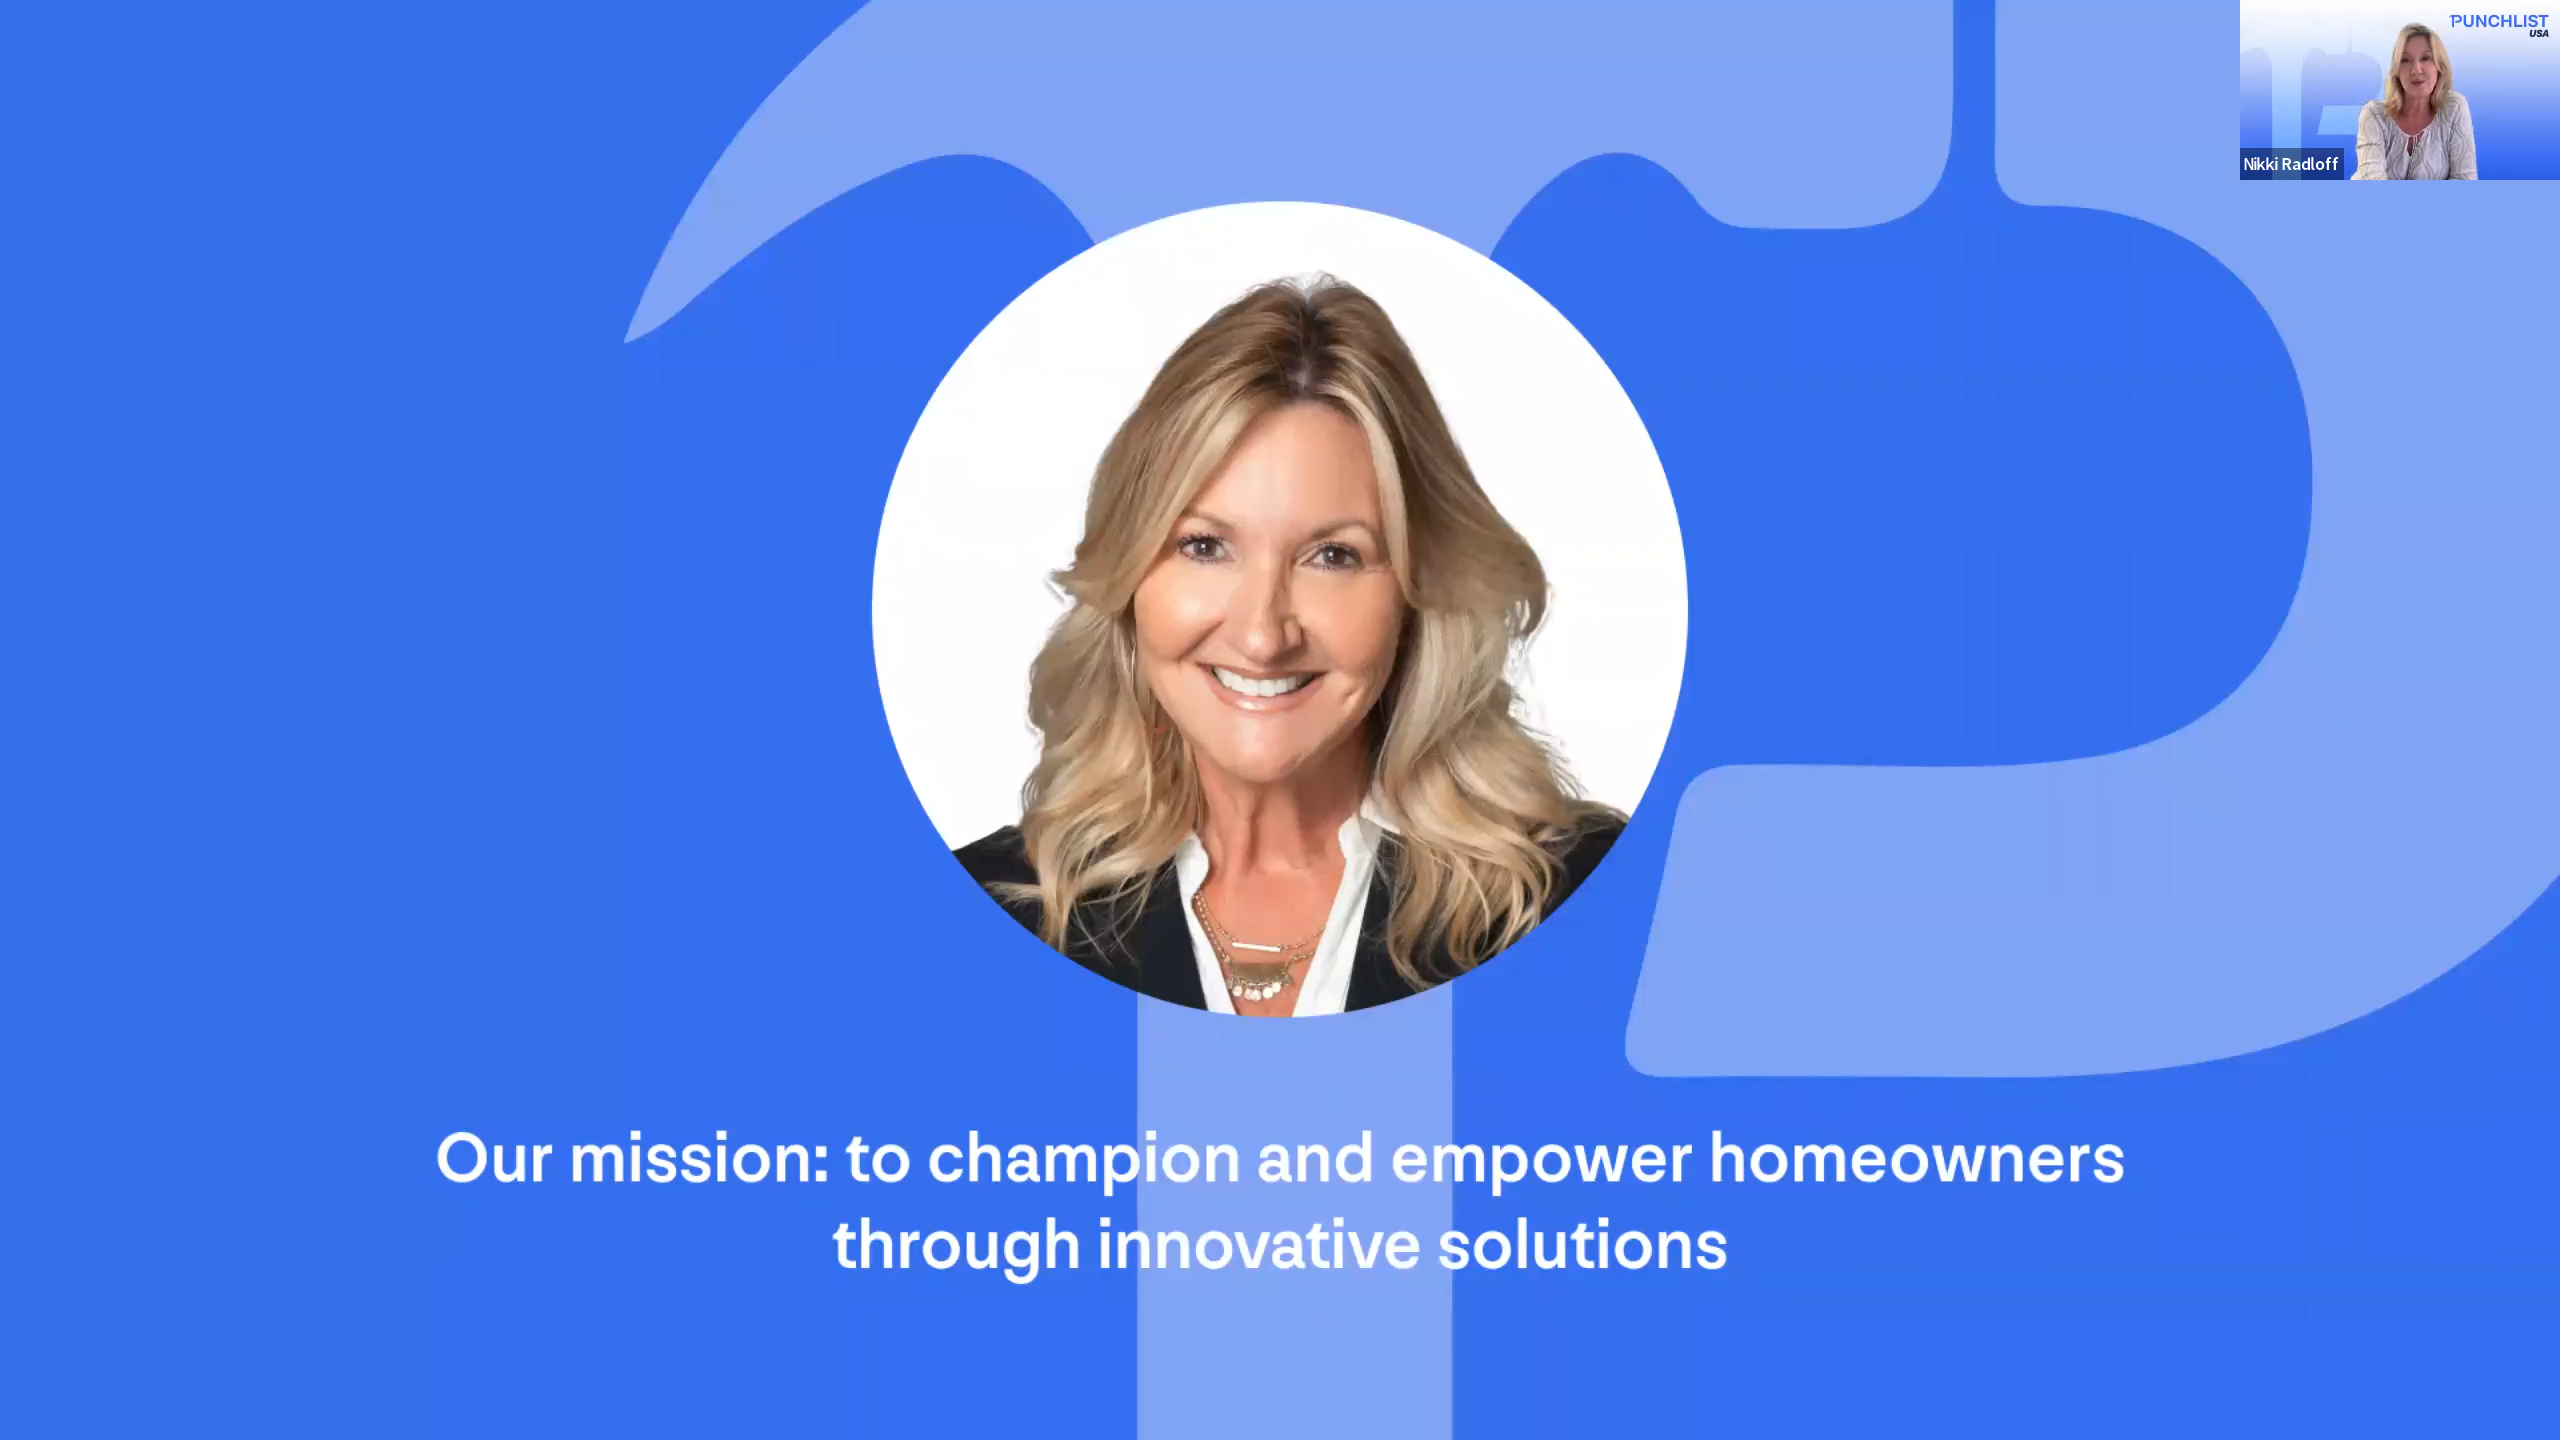 PUNCHLIST
USA
Nikki Radloff
Our mission: to champion and empower homeowners
through innovative solutions